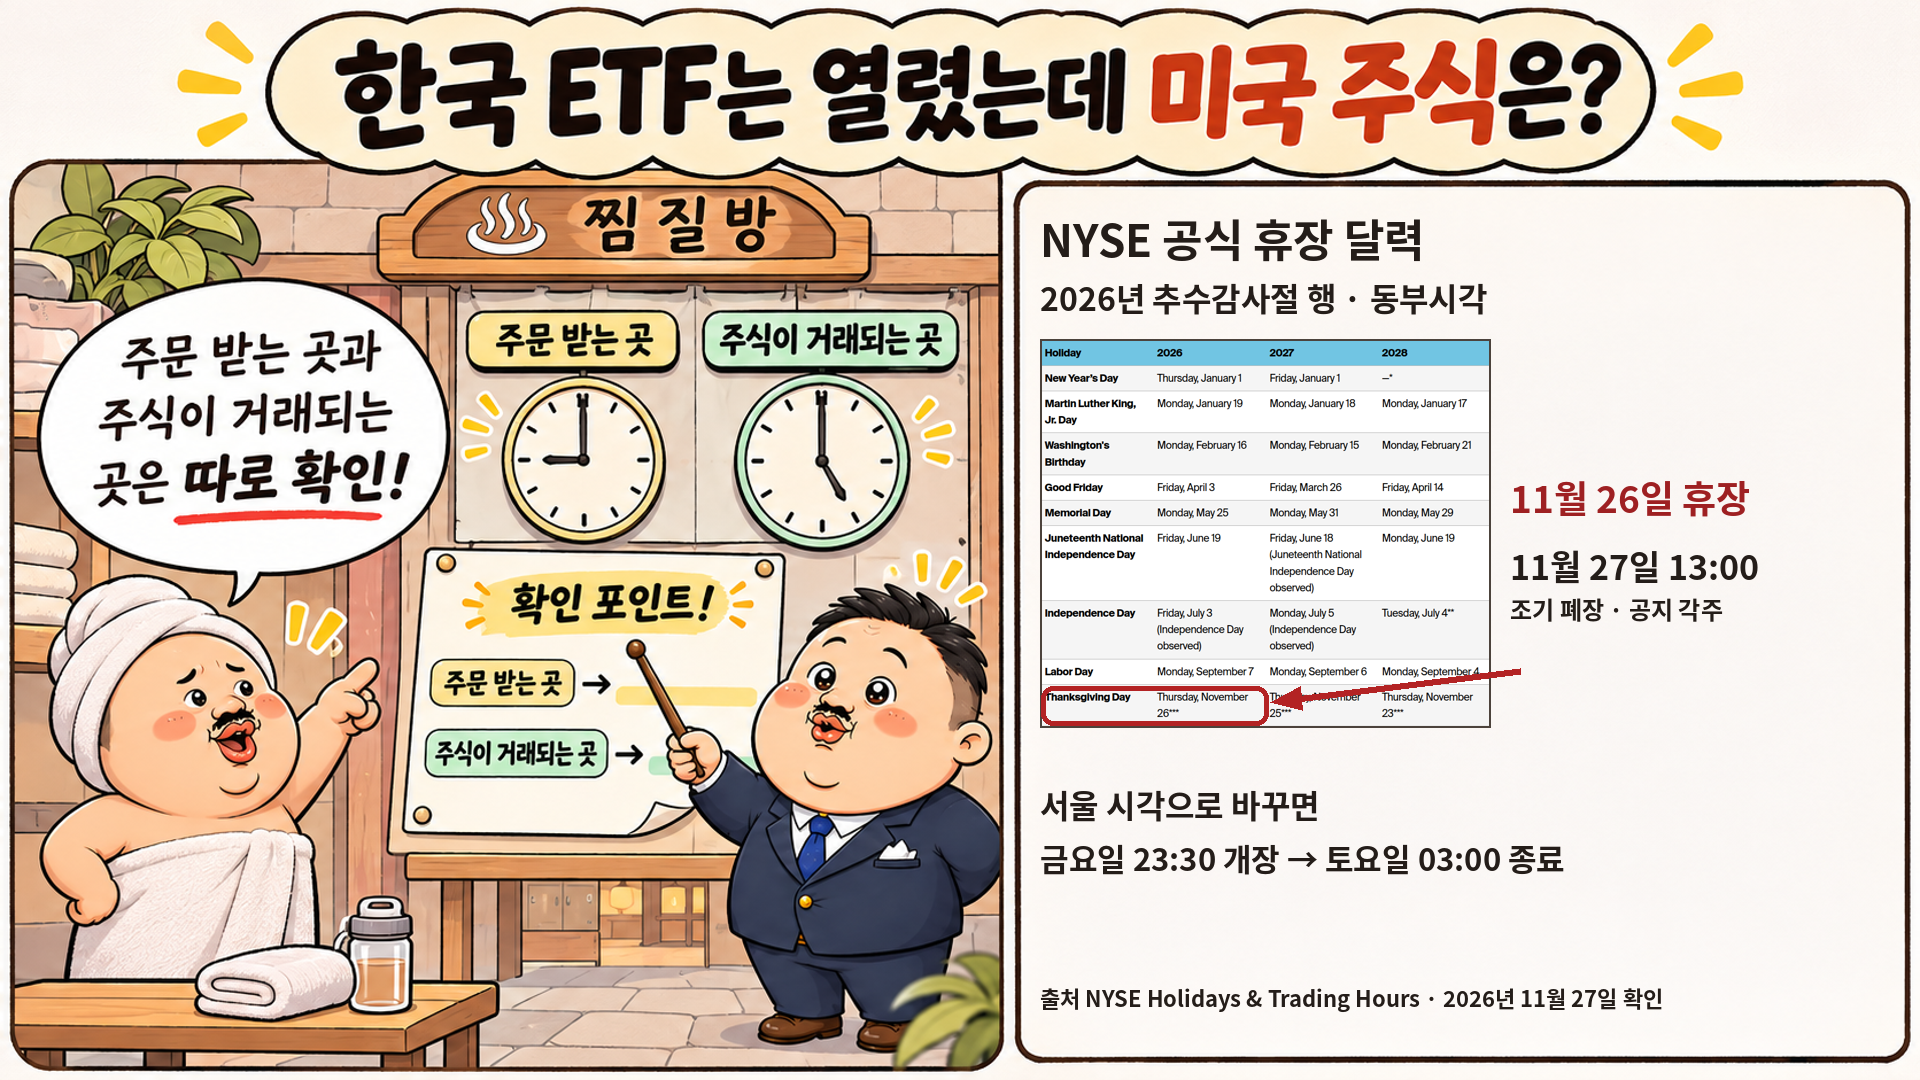 한국 ETF는 열렸는데 미국 주식은?
찜질방
주문 받는 곳과
주식이 거래되는
곳은 따로 확인!
주문 받는 곳
주식이 거래되는 곳
확인 포인트!
주문 받는 곳 →
주식이 거래되는 곳 →
NYSE 공식 휴장 달력
2026년 추수감사절 행 · 동부시각
Holiday 2026 2027 2028
New Year's Day Thursday, January 1 Friday, January 1 —*
Martin Luther King, Monday, January 19 Monday, January 18 Monday, January 17
Jr. Day
Washington's Monday, February 16 Monday, February 15 Monday, February 21
Birthday
Good Friday Friday, April 3 Friday, March 26 Friday, April 14
Memorial Day Monday, May 25 Monday, May 31 Monday, May 29
Juneteenth National Friday, June 19 Friday, June 18 Monday, June 19
Independence Day (Juneteenth National
Independence Day
observed)
Independence Day Friday, July 3 Monday, July 5 Tuesday, July 4**
(Independence Day (Independence Day
observed) observed)
Labor Day Monday, September 7 Monday, September 6 Monday, September 4
Thanksgiving Day Thursday, November Thursday, November Thursday, November
26*** 25*** 23***
11월 26일 휴장
11월 27일 13:00
조기 폐장 · 공지 각주
서울 시각으로 바꾸면
금요일 23:30 개장 → 토요일 03:00 종료
출처 NYSE Holidays & Trading Hours · 2026년 11월 27일 확인